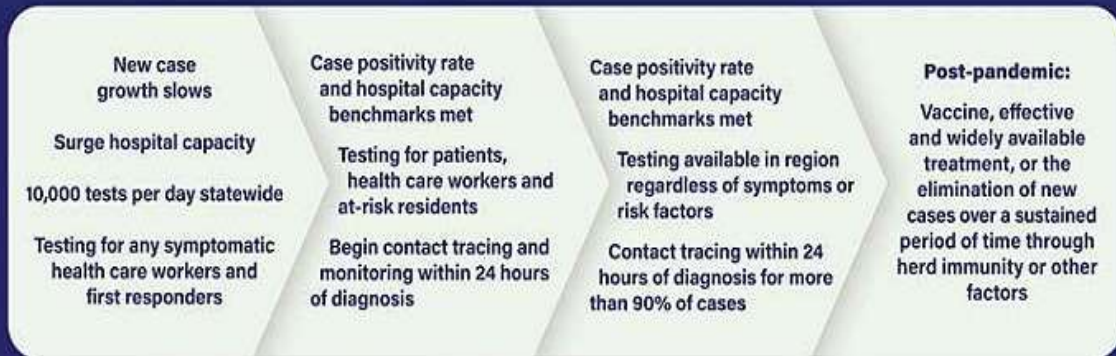 New case
growth slows
Surge hospital capacity
10,000 tests per day statewide
Testing for any symptomatic
health care workers and
first responders
Case positivity rate
and hospital capacity
benchmarks met
Testing for patients,
health care workers and
at-risk residents
Begin contact tracing and
monitoring within 24 hours
of diagnosis
Case positivity rate
and hospital capacity
benchmarks met
Testing available in region
regardless of symptoms or
risk factors
Contact tracing within 24
hours of diagnosis for more
than 90% of cases
Post-pandemic:
Vaccine, effective
and widely available
treatment, or the
elimination of new
cases over a sustained
period of time through
herd immunity or other
factors